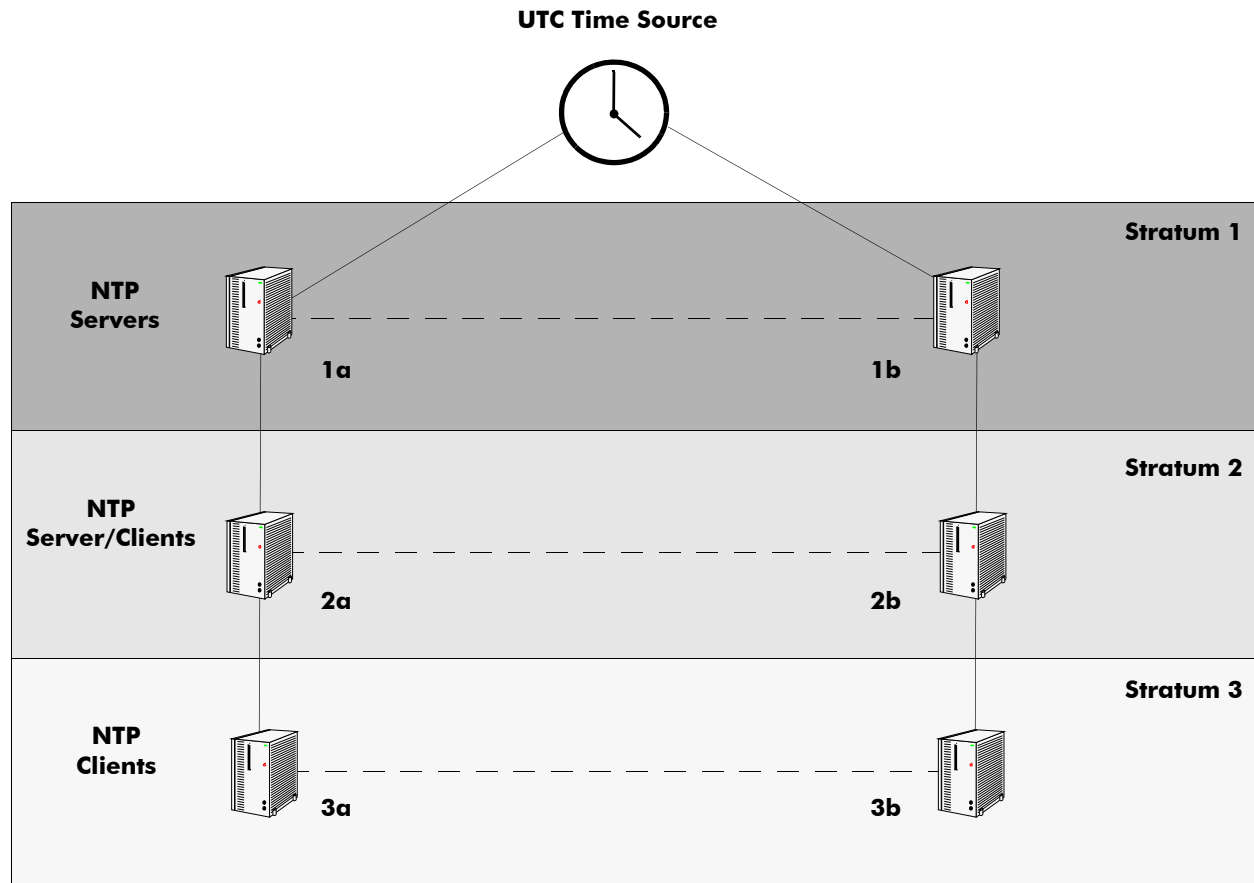 UTC Time Source
Stratum 1
NTP
Servers
1a
1b
Stratum 2
NTP
Server/Clients
2a
2b
Stratum 3
NTP
Clients
3a
3b